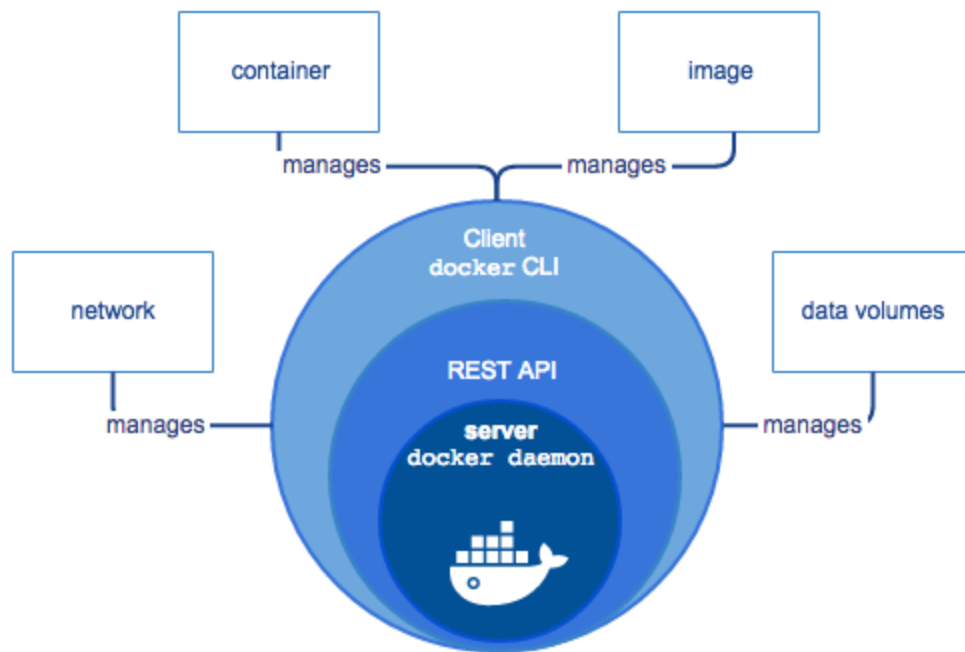 container
image
manages
manages
Client
docker CLI
network
data volumes
REST API
manages
manages
server
docker daemon